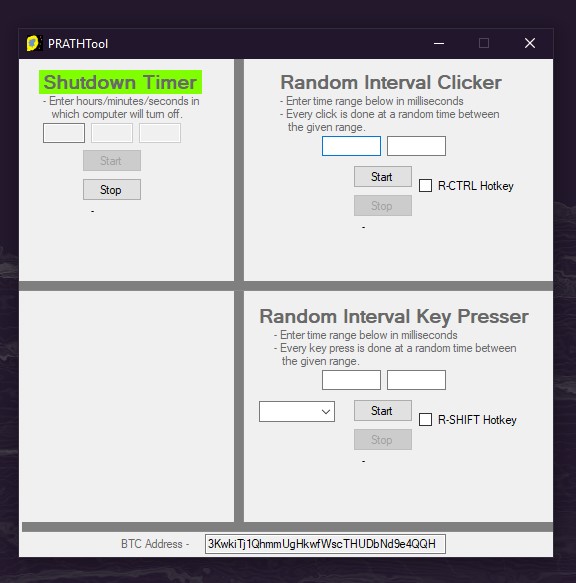 PRATHTool
Shutdown Timer
- Enter hours/minutes/seconds in
which computer will turn off.
Start
Stop
-
Random Interval Clicker
- Enter time range below in milliseconds
- Every click is done at a random time between
the given range.
Start
R-CTRL Hotkey
Stop
-
Random Interval Key Presser
- Enter time range below in milliseconds
- Every key press is done at a random time between
the given range.
Start
R-SHIFT Hotkey
Stop
-
BTC Address - 3KwkiTj1QhmmUgHkwfWscTHUDbNd9e4QQH